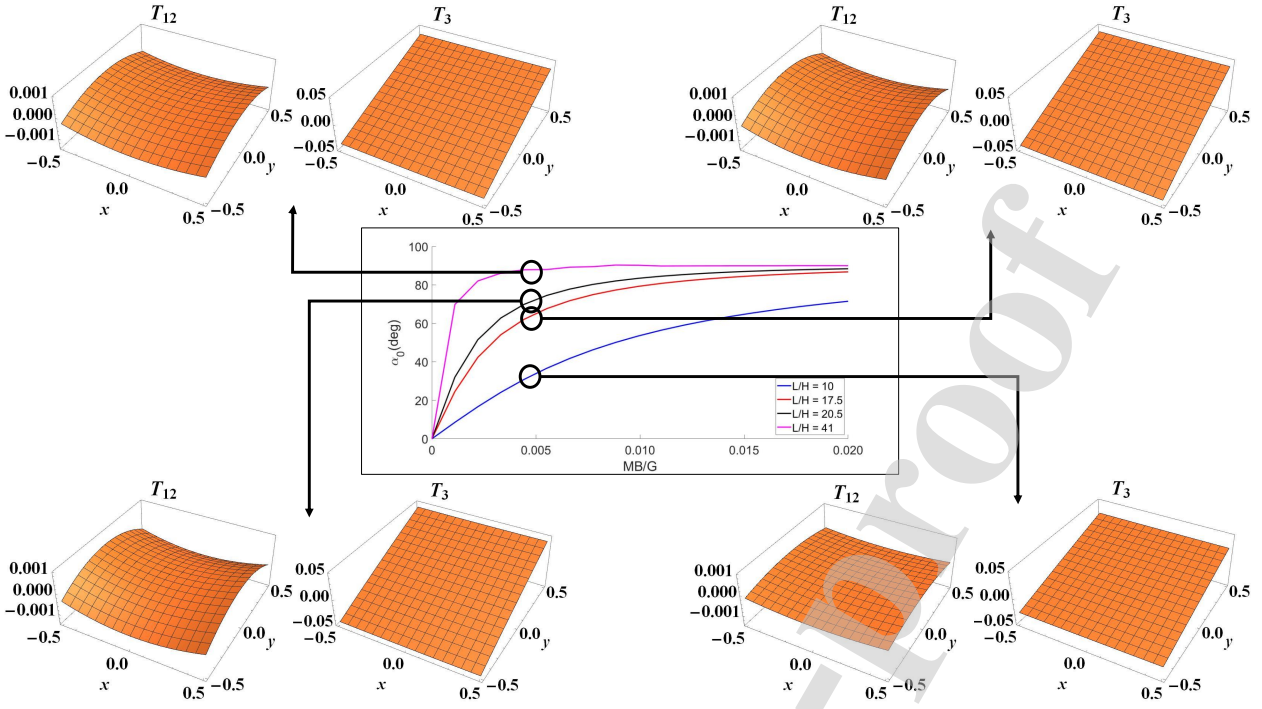 T12
0.001
0.000
−0.001
−0.5
0.0
x
0.5
−0.5
0.0
y
0.5
T3
0.05
0.00
−0.05
−0.5
0.0
x
0.5
−0.5
0.0
y
0.5
T12
0.001
0.000
−0.001
−0.5
0.0
x
0.5
−0.5
0.0
y
0.5
T3
0.05
0.00
−0.05
−0.5
0.0
x
0.5
−0.5
0.0
y
0.5
100
80
60
40
20
0
α0(deg)
0
0.005
0.010
0.015
0.020
MB/G
L/H = 10
L/H = 17.5
L/H = 20.5
L/H = 41
T12
0.001
0.000
−0.001
−0.5
0.0
x
0.5
−0.5
0.0
y
0.5
T3
0.05
0.00
−0.05
−0.5
0.0
x
0.5
−0.5
0.0
y
0.5
T12
0.001
0.000
−0.001
−0.5
0.0
x
0.5
−0.5
0.0
y
0.5
T3
0.05
0.00
−0.05
−0.5
0.0
x
0.5
−0.5
0.0
y
0.5
-proof